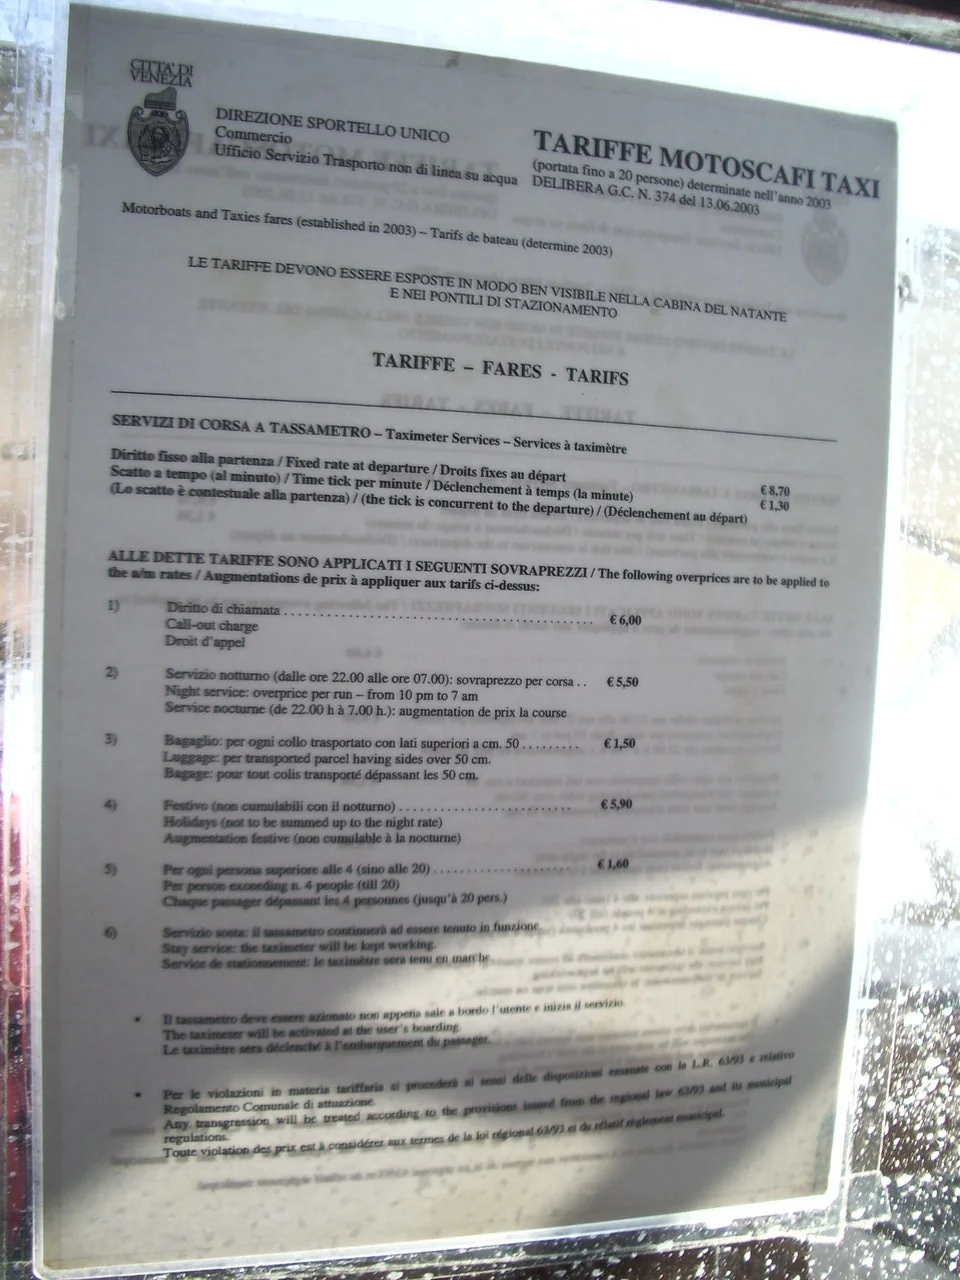 CITTA' DI
VENEZIA
DIREZIONE SPORTELLO UNICO
Commercio
Ufficio Servizio Trasporto non di linea su acqua
TARIFFE MOTOSCAFI TAXI
(portata fino a 20 persone) determinate nell'anno 2003
DELIBERA G.C. N. 374 del 13.06.2003
Motorboats and Taxies fares (established in 2003) – Tarifs de bateau (determine 2003)
LE TARIFFE DEVONO ESSERE ESPOSTE IN MODO BEN VISIBILE NELLA CABINA DEL NATANTE
E NEI PONTILI DI STAZIONAMENTO
TARIFFE – FARES - TARIFS
SERVIZI DI CORSA A TASSAMETRO – Taximeter Services – Services à taximètre
Diritto fisso alla partenza / Fixed rate at departure / Droits fixes au départ € 8,70
Scatto a tempo (al minuto) / Time tick per minute / Déclenchement à temps (la minute) € 1,30
(Lo scatto è contestuale alla partenza) / (the tick is concurrent to the departure) / (Déclenchement au départ)
ALLE DETTE TARIFFE SONO APPLICATI I SEGUENTI SOVRAPREZZI / The following overprices are to be applied to
the a/m rates / Augmentations de prix à appliquer aux tarifs ci-dessus:
1) Diritto di chiamata ........................................................ € 6,00
Call-out charge
Droit d'appel
2) Servizio notturno (dalle ore 22.00 alle ore 07.00): sovraprezzo per corsa . . € 5,50
Night service: overprice per run – from 10 pm to 7 am
Service nocturne (de 22.00 h à 7.00 h.): augmentation de prix la course
3) Bagaglio: per ogni collo trasportato con lati superiori a cm. 50 ......... € 1,50
Luggage: per transported parcel having sides over 50 cm.
Bagage: pour tout colis transporté dépassant les 50 cm.
4) Festivo (non cumulabili con il notturno) ............................ € 5,90
Holidays (not to be summed up to the night rate)
Augmentation festive (non cumulable à la nocturne)
5) Per ogni persona superiore alle 4 (sino alle 20) ....................... € 1,60
Per person exceeding n. 4 people (till 20)
Chaque passager dépassant les 4 personnes (jusqu'à 20 pers.)
6) Servizio sosta: il tassametro continuerà ad essere tenuto in funzione.
Stay service: the taximeter will be kept working.
Service de stationnement: le taximètre sera tenu en marche.
• Il tassametro deve essere azionato non appena sale a bordo l'utente e inizia il servizio
The taximeter will be activated at the user's boarding.
Le taximètre sera déclenché à l'embarquement du passager.
• Per le violazioni in materia tariffaria si procederà ai sensi delle disposizioni emanate con la L.R. 63/93 e relativo
Regolamento Comunale di attuazione.
Any transgression will be treated according to the provisions issued from the regional law 63/93 and its municipal
regulations.
Toute violation des prix est à considérer aux termes de la loi régional 63/93 et du rélatif règlement municipal.